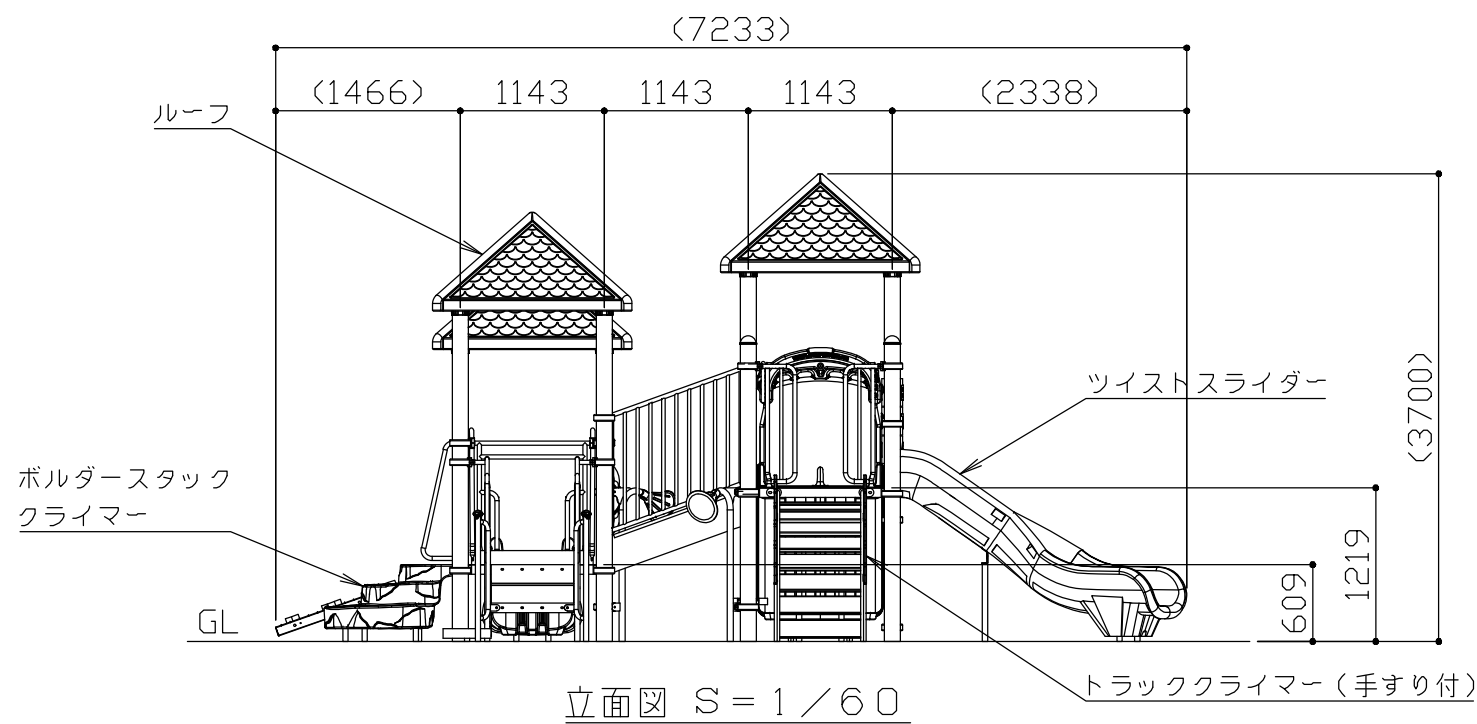 (7233)
(1466) 1143 1143 1143 (2338)
ルーフ
(3700)
ツイストスライダー
ボルダースタック
クライマー
1219
609
GL
トラッククライマー(手すり付)
立面図 S=1/60